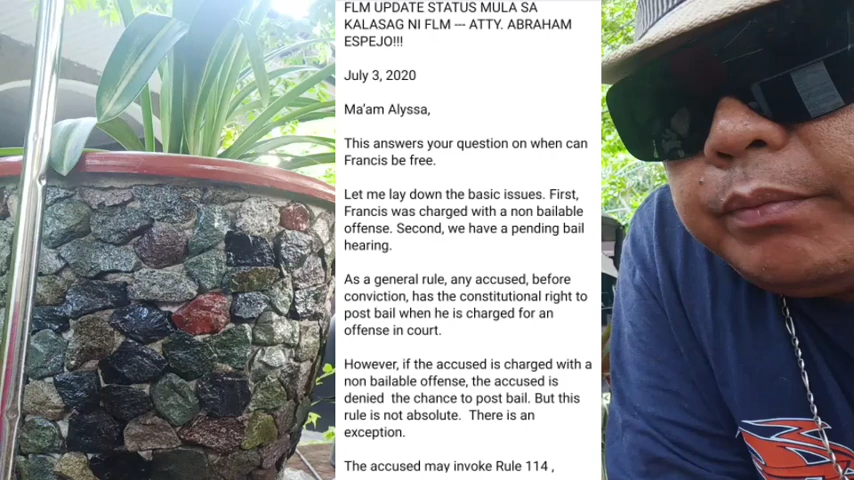 FLM UPDATE STATUS MULA SA
KALASAG NI FLM --- ATTY. ABRAHAM
ESPEJO!!!
July 3, 2020
Ma'am Alyssa,
This answers your question on when can
Francis be free.
Let me lay down the basic issues. First,
Francis was charged with a non bailable
offense. Second, we have a pending bail
hearing.
As a general rule, any accused, before
conviction, has the constitutional right to
post bail when he is charged for an
offense in court.
However, if the accused is charged with a
non bailable offense, the accused is
denied the chance to post bail. But this
rule is not absolute. There is an
exception.
The accused may invoke Rule 114 ,